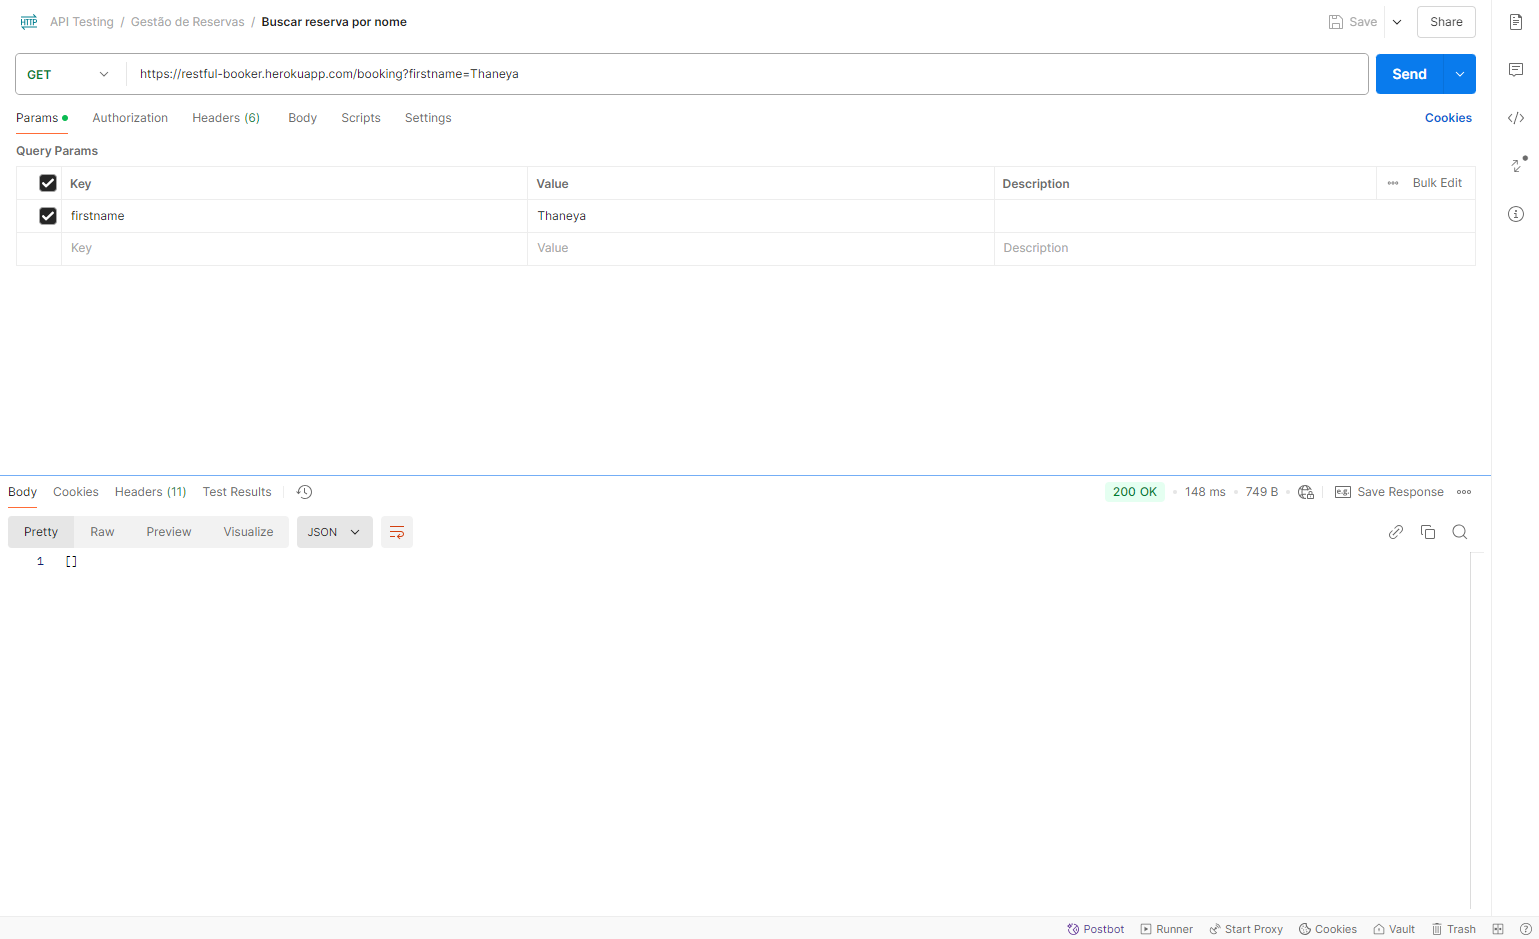 HTTP API Testing / Gestão de Reservas / Buscar reserva por nome Save Share
GET https://restful-booker.herokuapp.com/booking?firstname=Thaneya Send
Params Authorization Headers (6) Body Scripts Settings Cookies
Query Params
Key Value Description Bulk Edit
firstname Thaneya
Key Value Description
Body Cookies Headers (11) Test Results 200 OK 148 ms 749 B e.g. Save Response
Pretty Raw Preview Visualize JSON
1 []
Postbot Runner Start Proxy Cookies Vault Trash